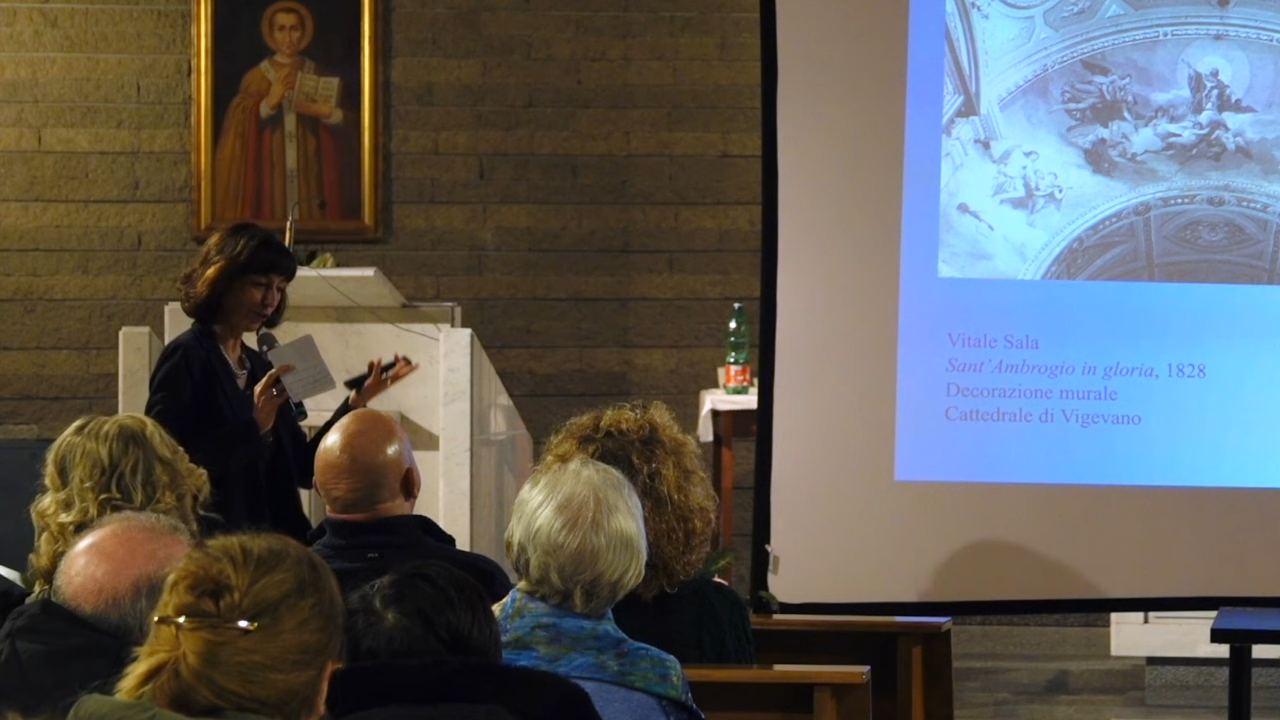 Vitale Sala
Sant'Ambrogio in gloria, 1828
Decorazione murale
Cattedrale di Vigevano